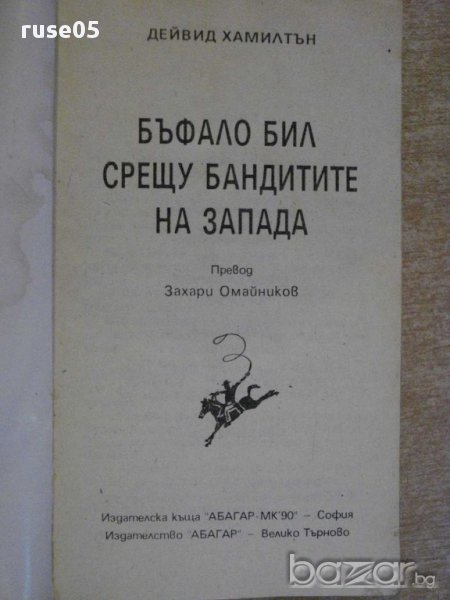 ruse05
ДЕЙВИД ХАМИЛТЪН
БЪФАЛО БИЛ
СРЕЩУ БАНДИТИТЕ
НА ЗАПАДА
Превод
Захари Омайников
Издателска къща "АБАГАР-МК'90" – София
Издателство "АБАГАР" – Велико Търново
bazar.bg